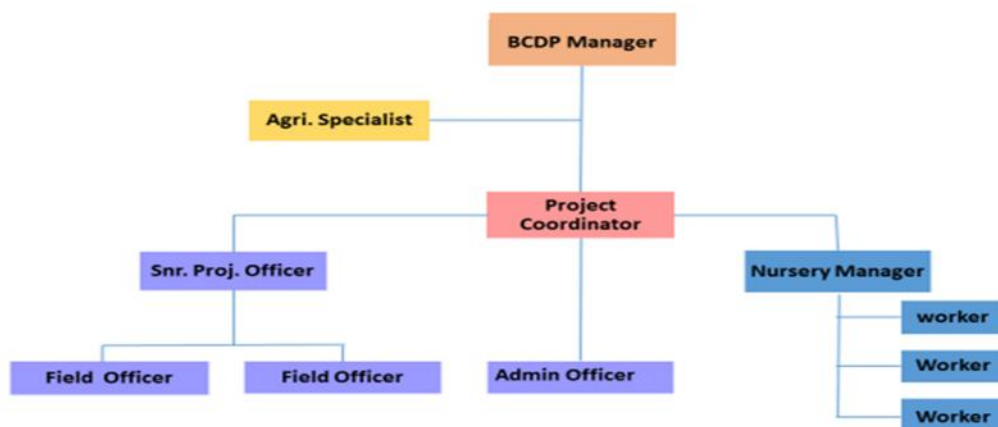 BCDP Manager
Agri. Specialist
Project
Coordinator
Snr. Proj. Officer
Nursery Manager
worker
Field Officer
Field Officer
Admin Officer
Worker
Worker